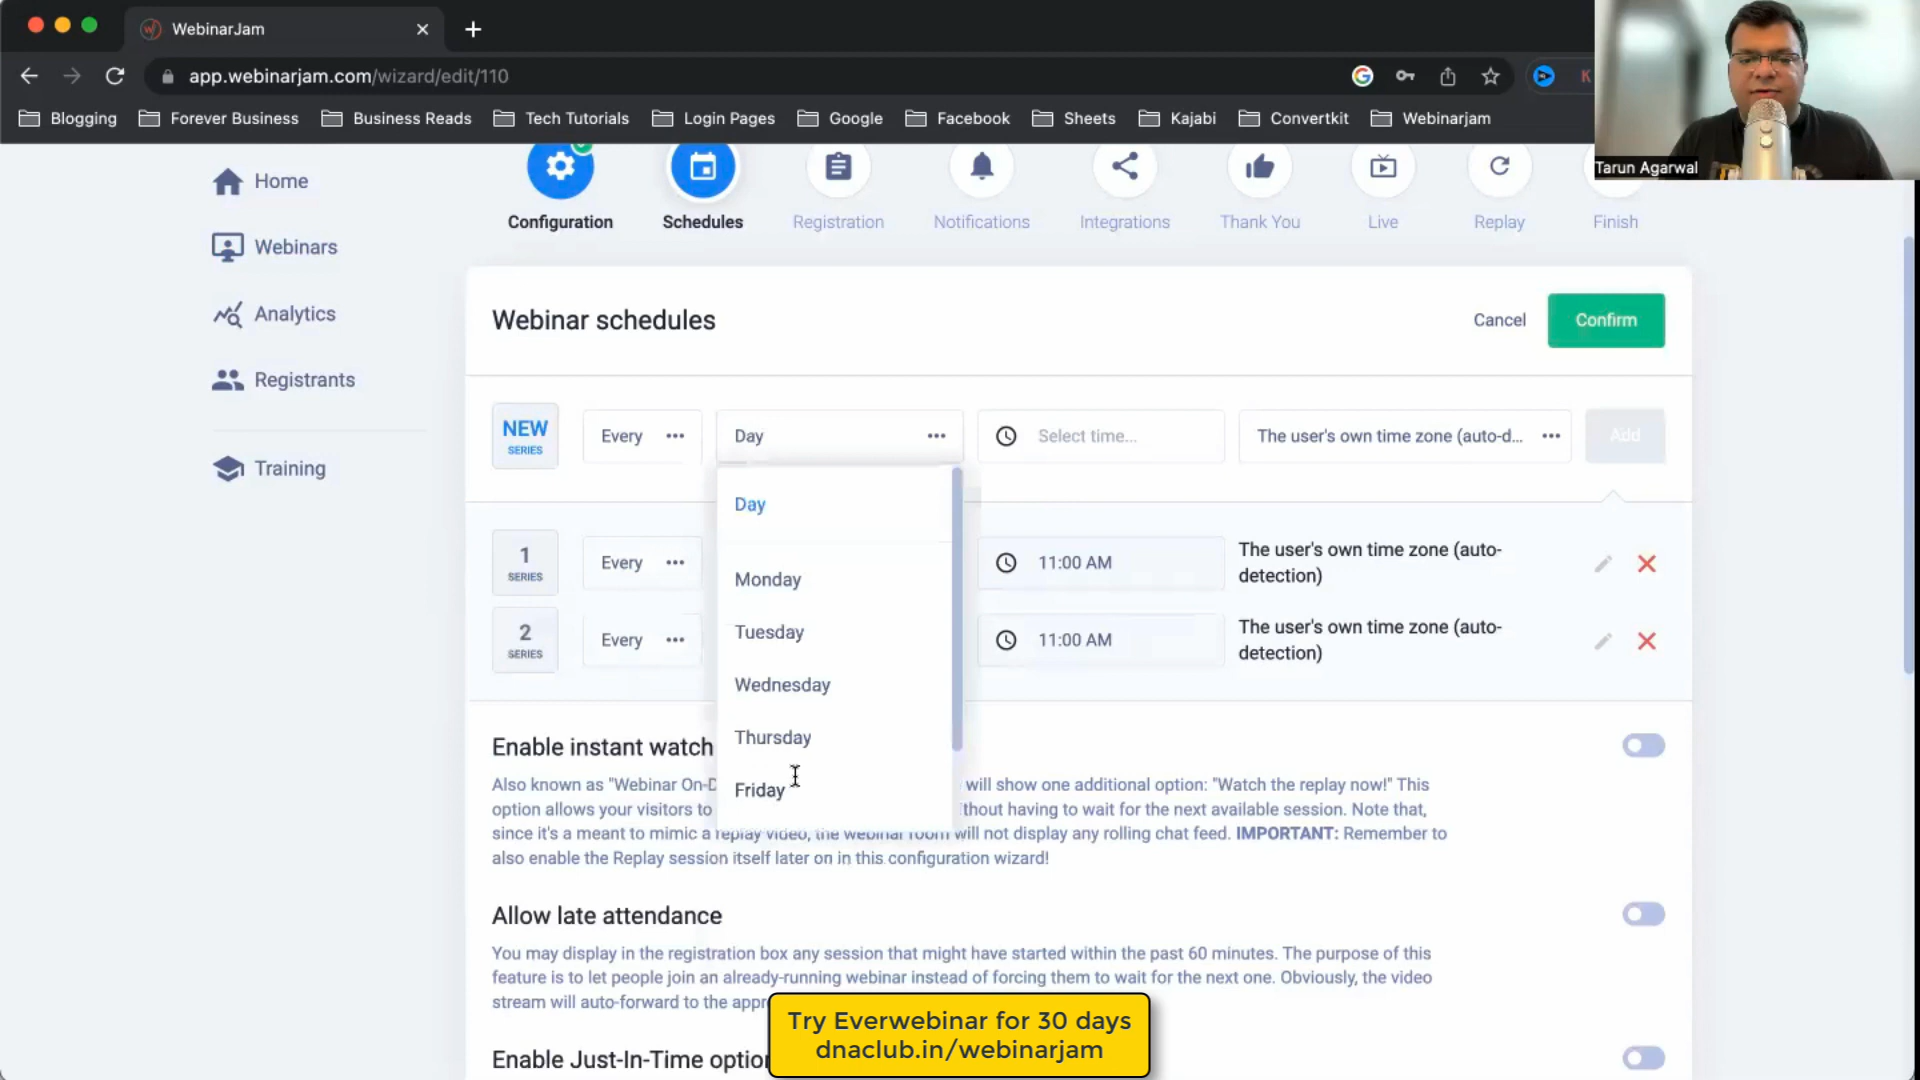 WebinarJam
app.webinarjam.com/wizard/edit/110
Blogging
Forever Business
Business Reads
Tech Tutorials
Login Pages
Google
Facebook
Sheets
Kajabi
Convertkit
Webinarjam
K
Tarun Agarwal
Home
Webinars
Analytics
Registrants
Training
Configuration
Schedules
Registration
Notifications
Integrations
Thank You
Live
Replay
Finish
Webinar schedules
Cancel
Confirm
NEW
SERIES
Every
Day
Select time...
The user's own time zone (auto-d...
Add
Day
Monday
Tuesday
Wednesday
Thursday
Friday
1
SERIES
Every
11:00 AM
The user's own time zone (auto-
detection)
2
SERIES
Every
11:00 AM
The user's own time zone (auto-
detection)
Enable instant watch
Also known as "Webinar On-D will show one additional option: "Watch the replay now!" This
option allows your visitors to thout having to wait for the next available session. Note that,
since it's a meant to mimic a replay video, the webinar room will not display any rolling chat feed. IMPORTANT: Remember to
also enable the Replay session itself later on in this configuration wizard!
Allow late attendance
You may display in the registration box any session that might have started within the past 60 minutes. The purpose of this
feature is to let people join an already-running webinar instead of forcing them to wait for the next one. Obviously, the video
stream will auto-forward to the appr
Enable Just-In-Time optio
Try Everwebinar for 30 days
dnaclub.in/webinarjam